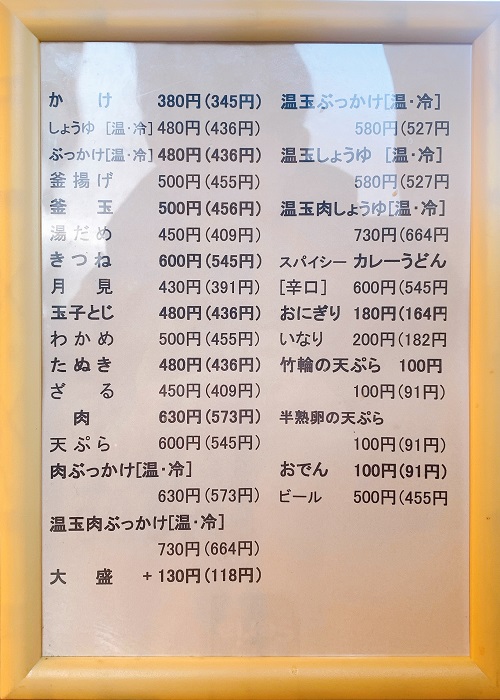 かけ 380円(345円)
しょうゆ [温・冷] 480円(436円)
ぶっかけ[温・冷] 480円(436円)
釜揚げ 500円(455円)
釜玉 500円(456円)
湯だめ 450円(409円)
きつね 600円(545円)
月見 430円(391円)
玉子とじ 480円(436円)
わかめ 500円(455円)
たぬき 480円(436円)
ざる 450円(409円)
肉 630円(573円)
天ぷら 600円(545円)
肉ぶっかけ[温・冷]
630円(573円)
温玉肉ぶっかけ[温・冷]
730円(664円)
大盛 +130円(118円)
温玉ぶっかけ[温・冷]
580円(527円
温玉しょうゆ [温・冷]
580円(527円
温玉肉しょうゆ[温・冷]
730円(664円
スパイシーカレーうどん
[辛口] 600円(545円
おにぎり 180円(164円
いなり 200円(182円
竹輪の天ぷら 100円
100円(91円)
半熟卵の天ぷら
100円(91円)
おでん 100円(91円)
ビール 500円(455円